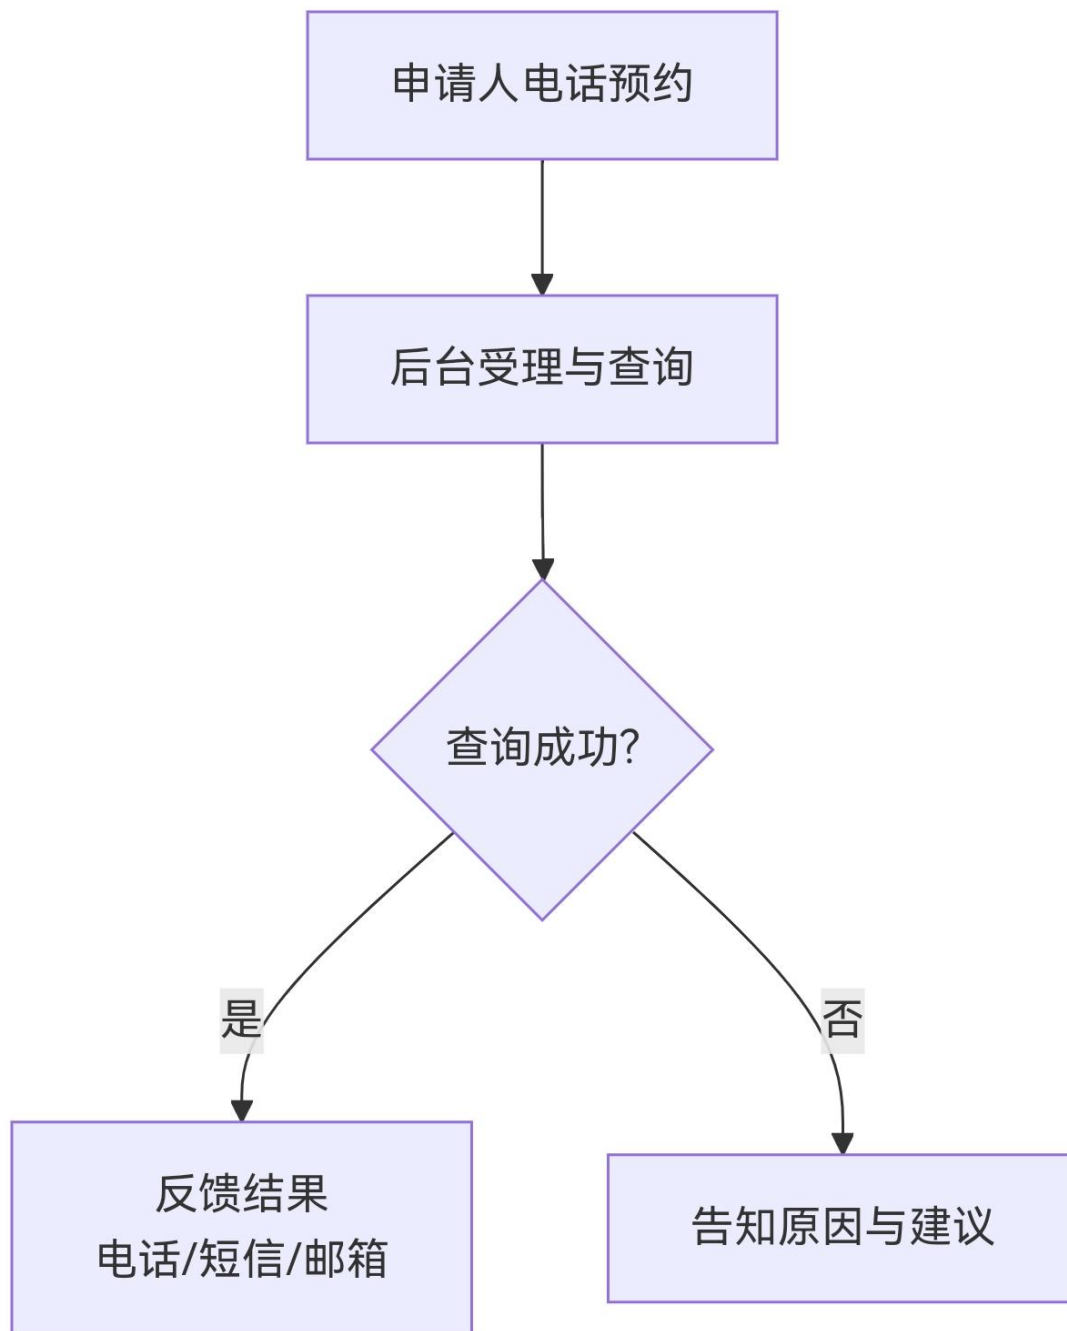 申请人电话预约
后台受理与查询
查询成功？
是
否
反馈结果
电话/短信/邮箱
告知原因与建议